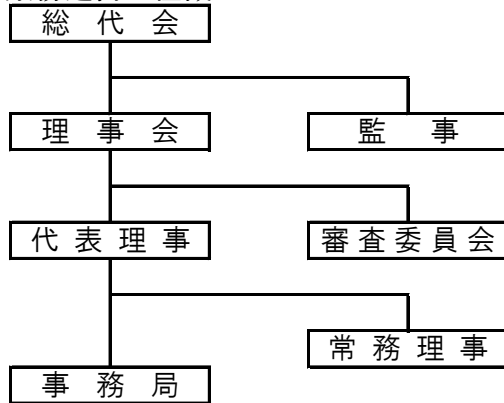 総代会
理事会
監事
代表理事
審査委員会
常務理事
事務局